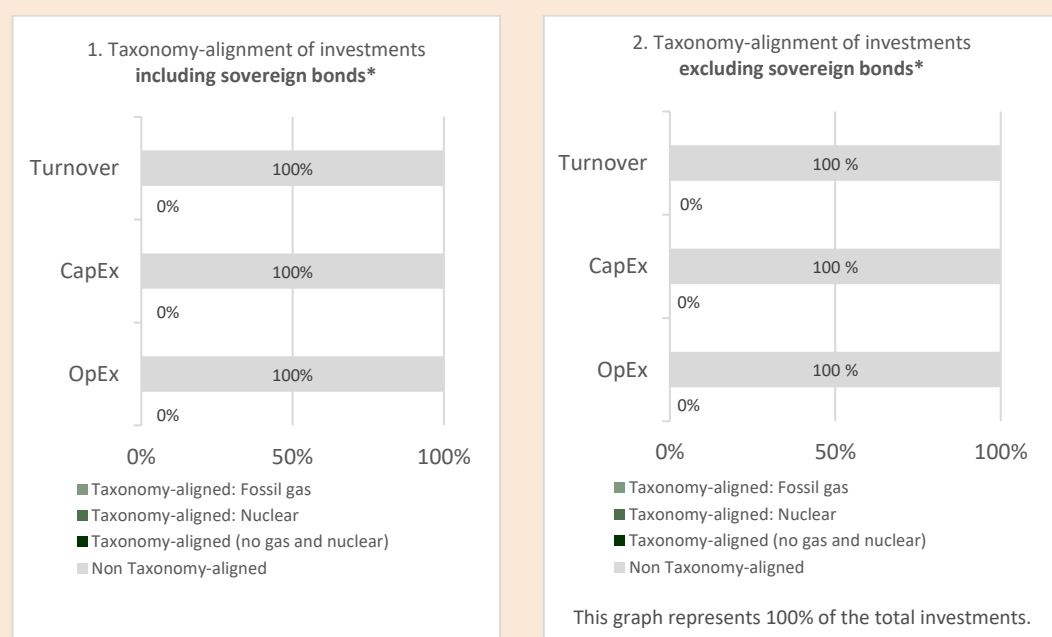 1. Taxonomy-alignment of investments
including sovereign bonds*
Turnover
100%
0%
CapEx
100%
0%
OpEx
100%
0%
0% 50% 100%
Taxonomy-aligned: Fossil gas
Taxonomy-aligned: Nuclear
Taxonomy-aligned (no gas and nuclear)
Non Taxonomy-aligned
2. Taxonomy-alignment of investments
excluding sovereign bonds*
Turnover
100 %
0%
CapEx
100 %
0%
OpEx
100 %
0%
0% 50% 100%
Taxonomy-aligned: Fossil gas
Taxonomy-aligned: Nuclear
Taxonomy-aligned (no gas and nuclear)
Non Taxonomy-aligned
This graph represents 100% of the total investments.